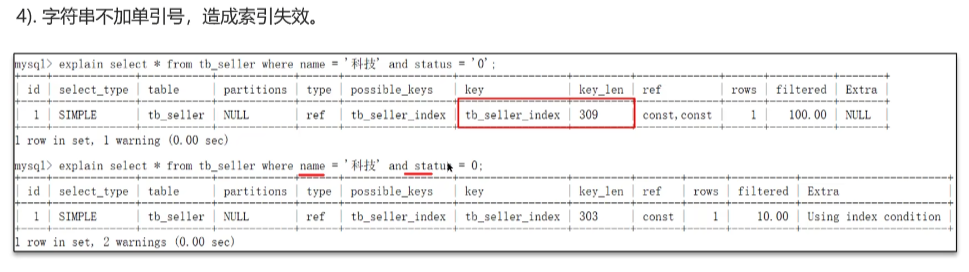 4). 字符串不加单引号，造成索引失效。
mysql> explain select * from tb_seller where name = '科技' and status = '0';
| id | select_type | table | partitions | type | possible_keys | key | key_len | ref | rows | filtered | Extra |
| 1 | SIMPLE | tb_seller | NULL | ref | tb_seller_index | tb_seller_index | 309 | const,const | 1 | 100.00 | NULL |
1 row in set, 1 warning (0.00 sec)
mysql> explain select * from tb_seller where name = '科技' and status = 0;
| id | select_type | table | partitions | type | possible_keys | key | key_len | ref | rows | filtered | Extra |
| 1 | SIMPLE | tb_seller | NULL | ref | tb_seller_index | tb_seller_index | 303 | const | 1 | 10.00 | Using index condition |
1 row in set, 2 warnings (0.00 sec)